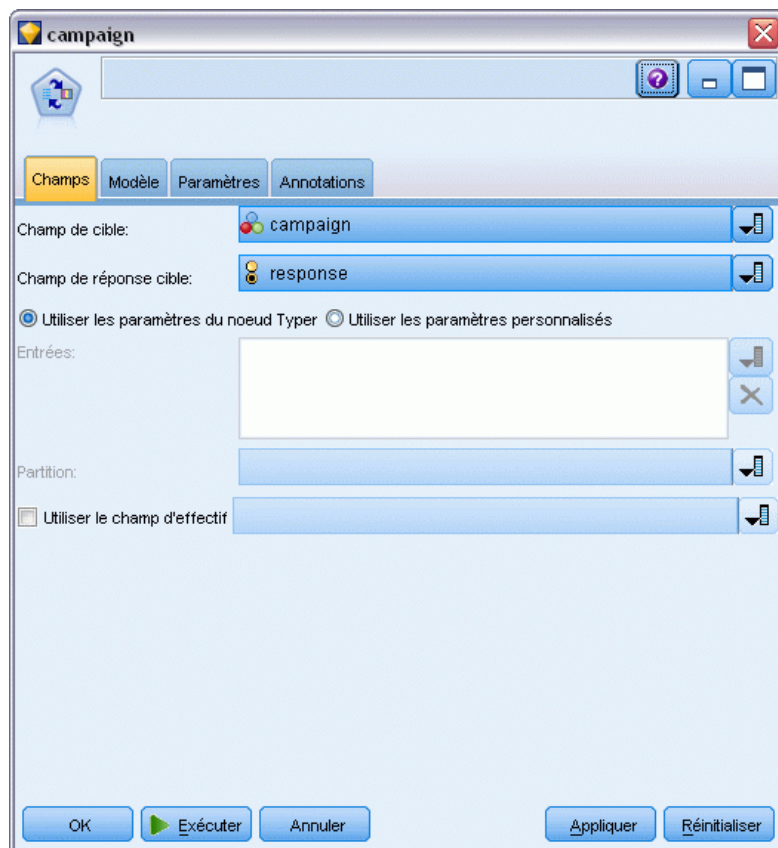 campaign
?
Champs Modèle Paramètres Annotations
Champ de cible: campaign
Champ de réponse cible: response
Utiliser les paramètres du noeud Typer Utiliser les paramètres personnalisés
Entrées:
Partition:
Utiliser le champ d'effectif
OK Exécuter Annuler Appliquer Réinitialiser